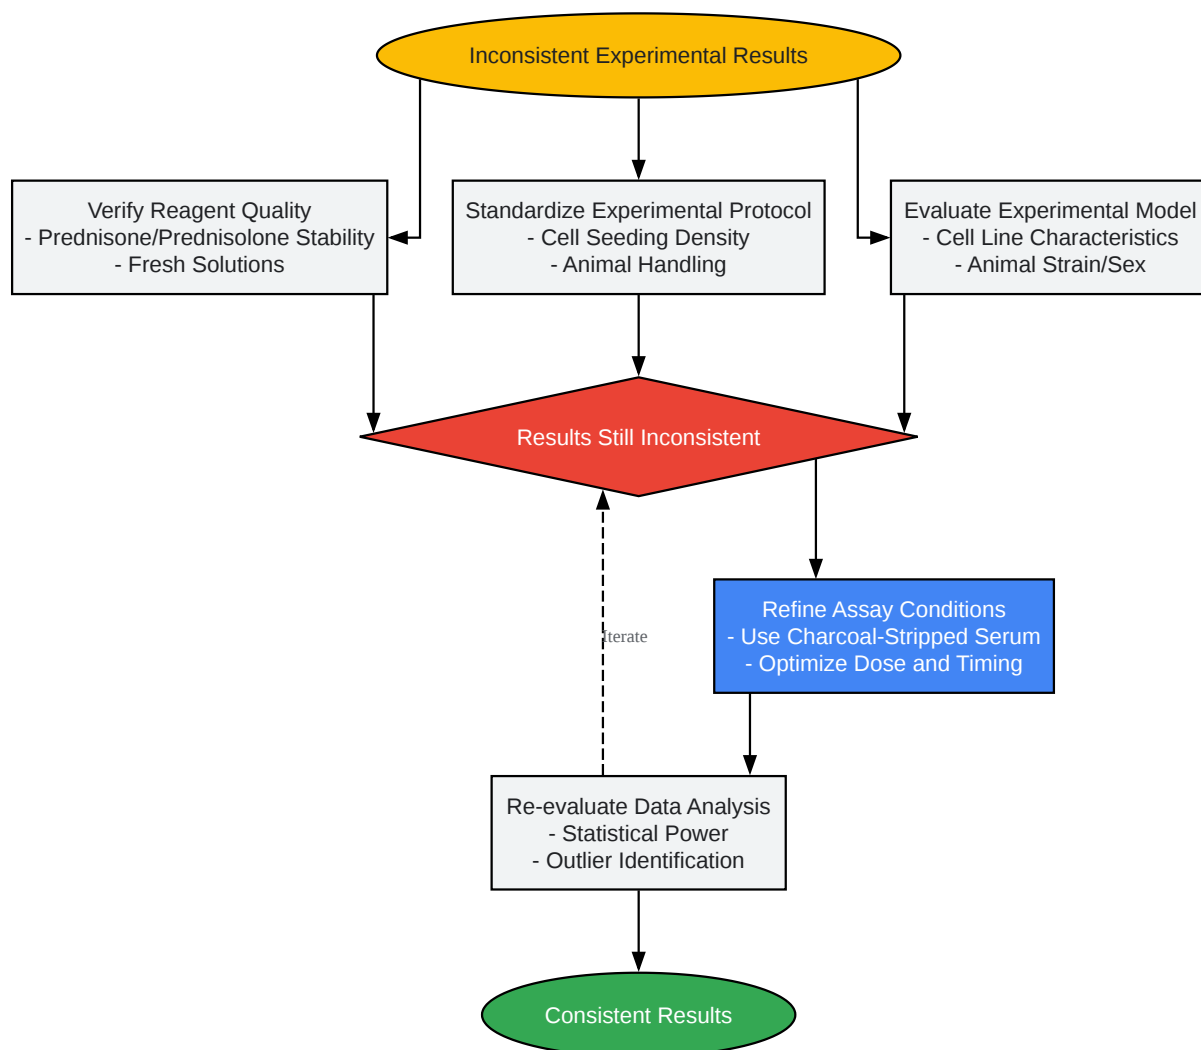 Inconsistent Experimental Results
Verify Reagent Quality
- Prednisone/Prednisolone Stability
- Fresh Solutions
Standardize Experimental Protocol
- Cell Seeding Density
- Animal Handling
Evaluate Experimental Model
- Cell Line Characteristics
- Animal Strain/Sex
Results Still Inconsistent
Refine Assay Conditions
- Use Charcoal-Stripped Serum
- Optimize Dose and Timing
Iterate
Re-evaluate Data Analysis
- Statistical Power
- Outlier Identification
Consistent Results